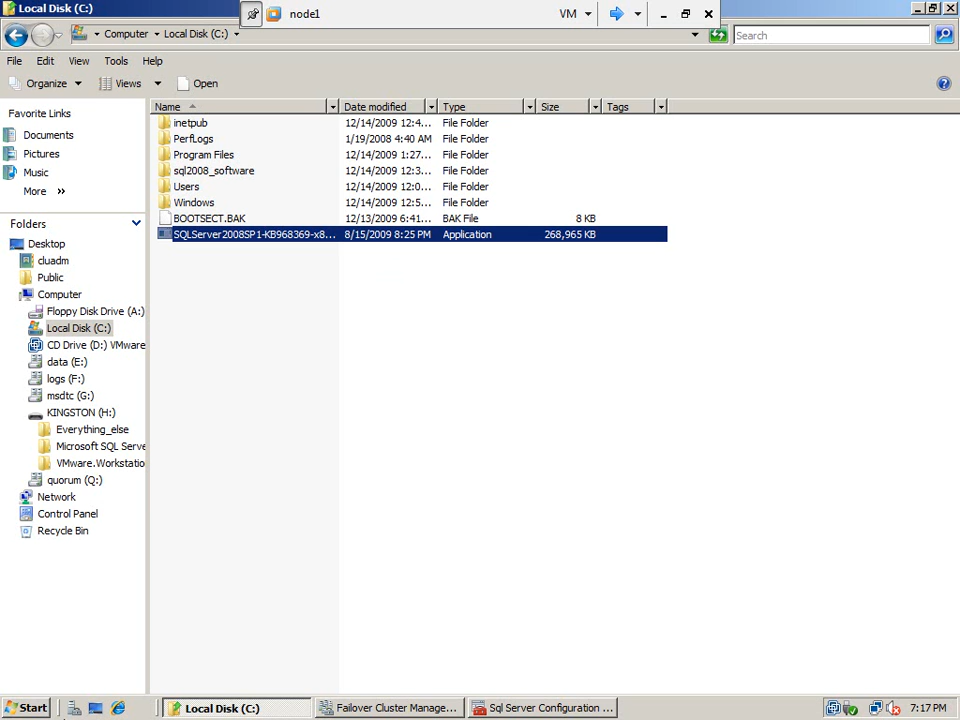 Local Disk (C:)
node1
VM
Computer
Local Disk (C:)
Search
File Edit View Tools Help
Organize Views Open
Favorite Links
Documents
Pictures
Music
More »
Folders
Desktop
cluadm
Public
Computer
Floppy Disk Drive (A:)
Local Disk (C:)
CD Drive (D:) VMware
data (E:)
logs (F:)
msdtc (G:)
KINGSTON (H:)
Everything_else
Microsoft SQL Serve
VMware.Workstatio
quorum (Q:)
Network
Control Panel
Recycle Bin
Name Date modified Type Size Tags
inetpub 12/14/2009 12:4... File Folder
PerfLogs 1/19/2008 4:40 AM File Folder
Program Files 12/14/2009 1:27... File Folder
sql2008_software 12/14/2009 12:3... File Folder
Users 12/14/2009 12:0... File Folder
Windows 12/14/2009 12:5... File Folder
BOOTSECT.BAK 12/13/2009 6:41... BAK File 8 KB
SQLServer2008SP1-KB968369-x8... 8/15/2009 8:25 PM Application 268,965 KB
Start
Local Disk (C:)
Failover Cluster Manage...
Sql Server Configuration ...
7:17 PM